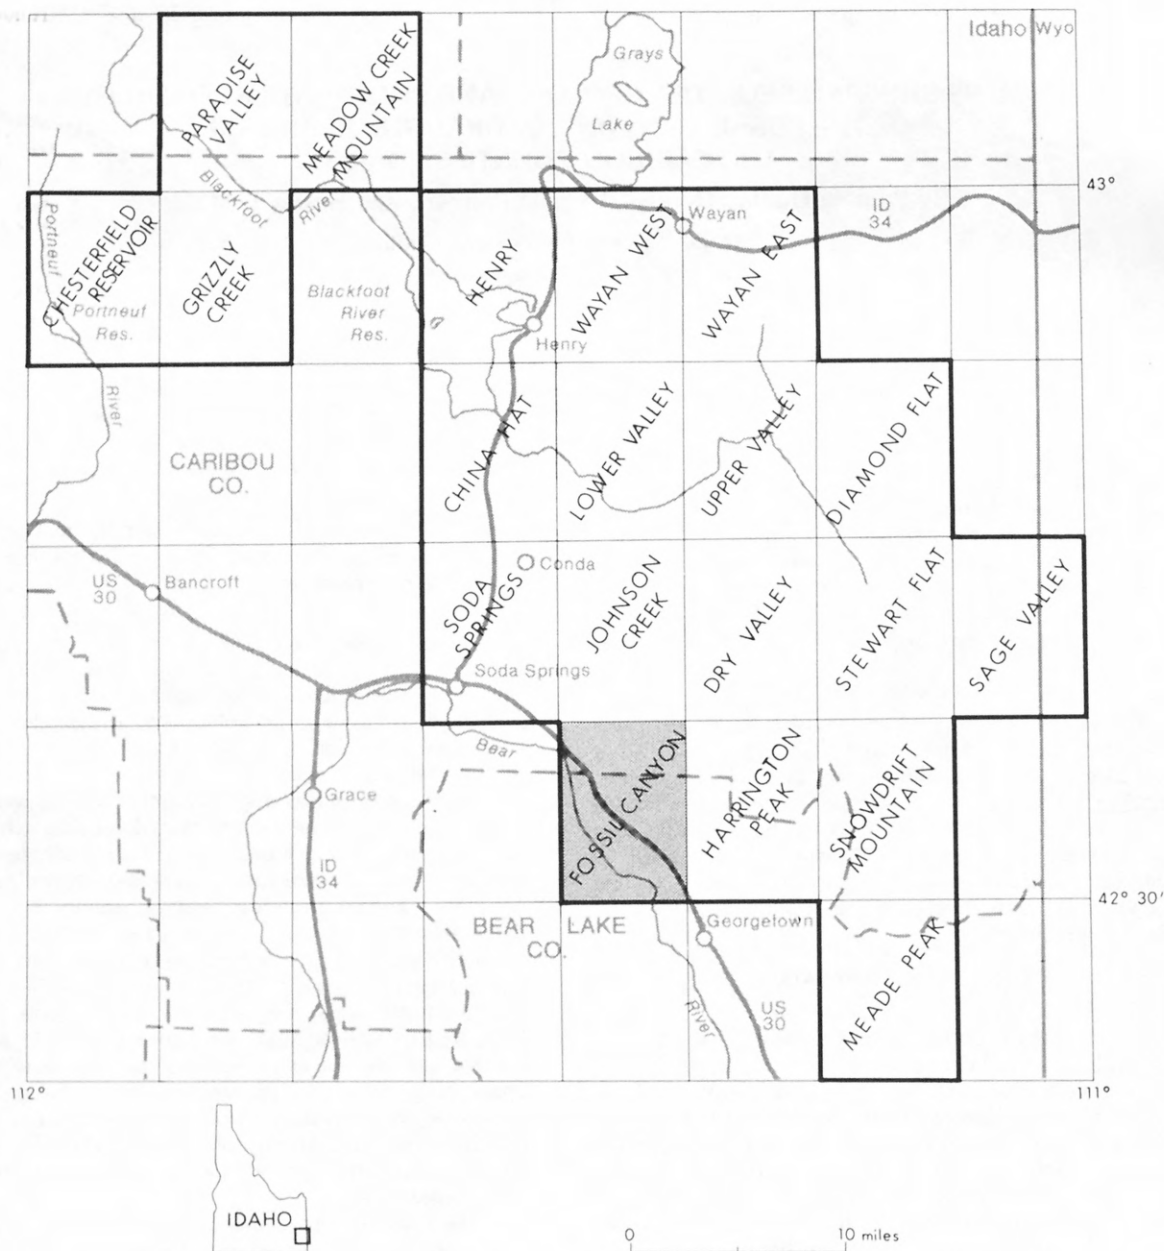 Idaho Wyo
Grays
Lake
PARADISE
VALLEY
MEADOW CREEK
MOUNTAIN
43°
Blackfoot
River
Portneuf
CHESTERFIELD
RESERVOIR
GRIZZLY
CREEK
Portneuf
Res.
Blackfoot
River
Res.
HENRY
Henry
WAYAN WEST
Wayan
WAYAN EAST
ID
34
River
CARIBOU
CO.
CHINA HAT
LOWER VALLEY
UPPER VALLEY
DIAMOND FLAT
US
30
Bancroft
SODA
SPRINGS
Conda
JOHNSON
CREEK
DRY VALLEY
STEWART FLAT
SAGE VALLEY
Soda Springs
Bear
FOSSIL CANYON
HARRINGTON
PEAK
SNOWDRIFT
MOUNTAIN
Grace
ID
34
42° 30'
BEAR LAKE
CO.
Georgetown
MEADE PEAK
River
US
30
112°
111°
IDAHO
0 10 miles